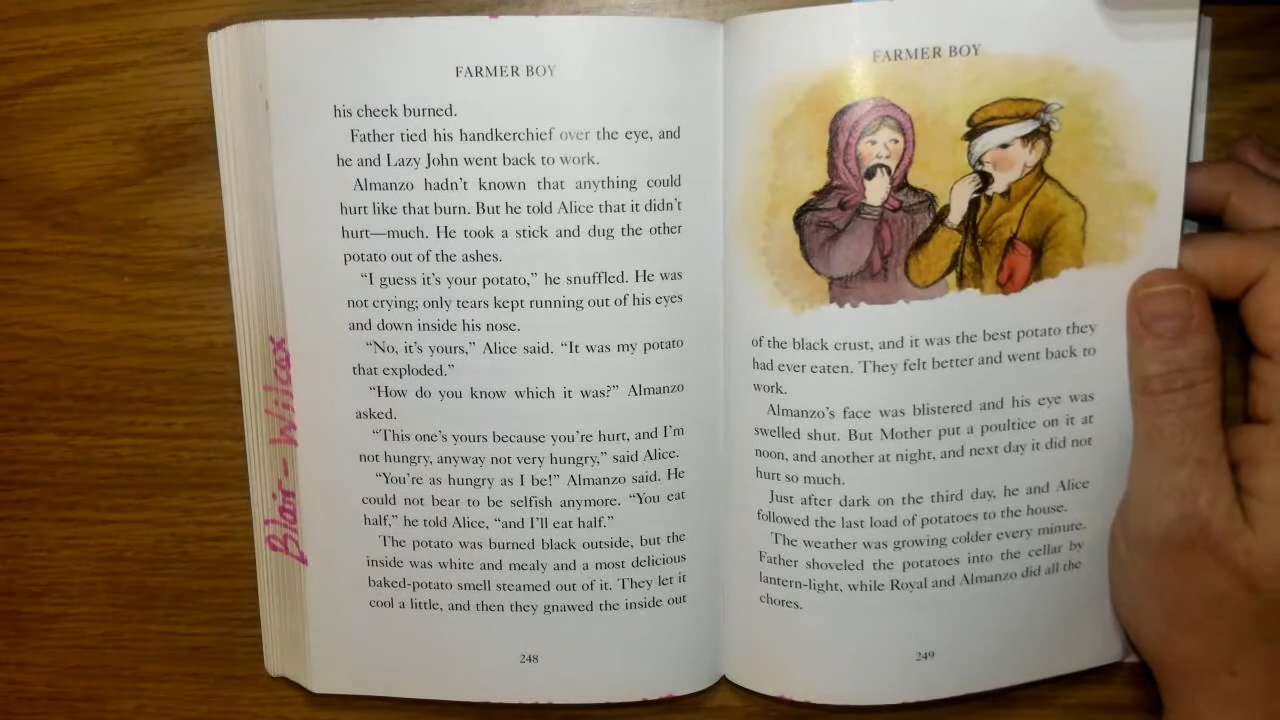 FARMER BOY
his cheek burned.
Father tied his handkerchief over the eye, and
he and Lazy John went back to work.
Almanzo hadn't known that anything could
hurt like that burn. But he told Alice that it didn't
hurt—much. He took a stick and dug the other
potato out of the ashes.
“I guess it's your potato,” he snuffled. He was
not crying; only tears kept running out of his eyes
and down inside his nose.
“No, it's yours,” Alice said. “It was my potato
that exploded.”
“How do you know which it was?” Almanzo
asked.
“This one's yours because you're hurt, and I'm
not hungry, anyway not very hungry,” said Alice.
“You're as hungry as I be!” Almanzo said. He
could not bear to be selfish anymore. “You eat
half,” he told Alice, “and I'll eat half.”
The potato was burned black outside, but the
inside was white and mealy and a most delicious
baked-potato smell steamed out of it. They let it
cool a little, and then they gnawed the inside out
248
Blair - Wilcox
FARMER BOY
of the black crust, and it was the best potato they
had ever eaten. They felt better and went back to
work.
Almanzo's face was blistered and his eye was
swelled shut. But Mother put a poultice on it at
noon, and another at night, and next day it did not
hurt so much.
Just after dark on the third day, he and Alice
followed the last load of potatoes to the house.
The weather was growing colder every minute.
Father shoveled the potatoes into the cellar by
lantern-light, while Royal and Almanzo did all the
chores.
249